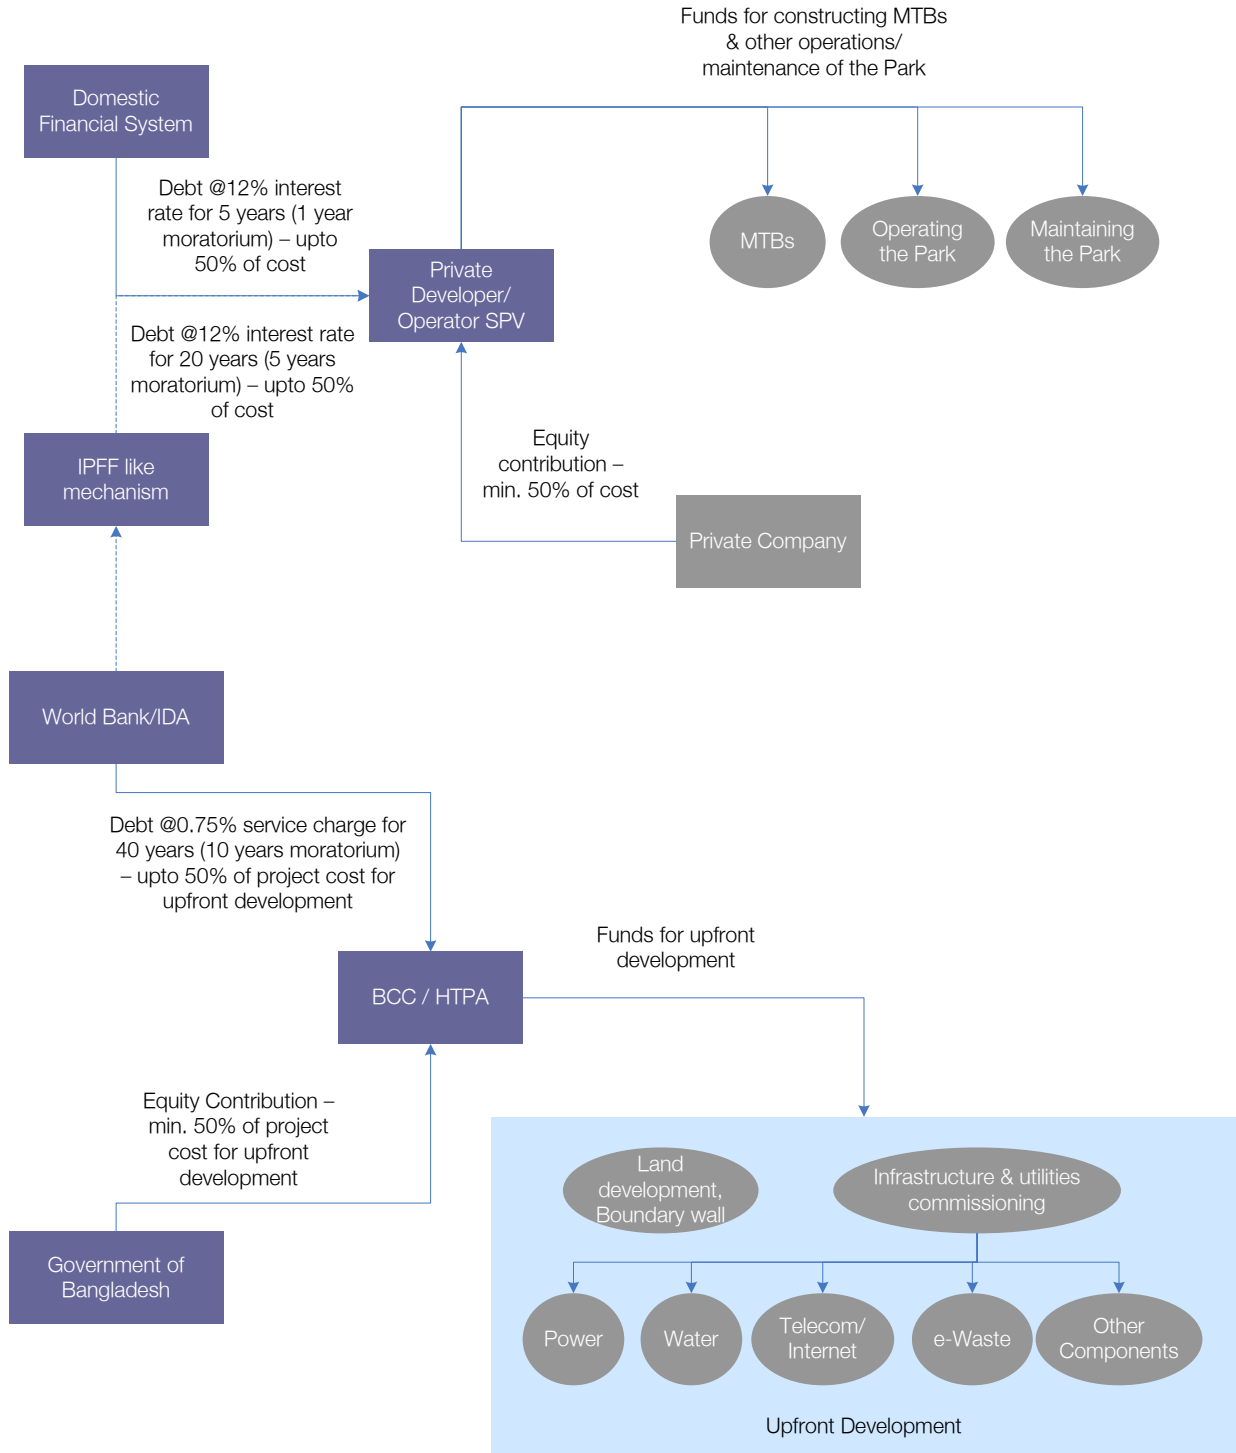 Funds for constructing MTBs
& other operations/
maintenance of the Park
Domestic
Financial System
Debt @12% interest
rate for 5 years (1 year
moratorium) – upto
50% of cost
MTBs
Operating
the Park
Maintaining
the Park
Private
Developer/
Operator SPV
Debt @12% interest rate
for 20 years (5 years
moratorium) – upto 50%
of cost
IPFF like
mechanism
Equity
contribution –
min. 50% of cost
Private Company
World Bank/IDA
Debt @0.75% service charge for
40 years (10 years moratorium)
– upto 50% of project cost for
upfront development
Funds for upfront
development
BCC / HTPA
Equity Contribution –
min. 50% of project
cost for upfront
development
Government of
Bangladesh
Land
development,
Boundary wall
Infrastructure & utilities
commissioning
Power
Water
Telecom/
Internet
e-Waste
Other
Components
Upfront Development